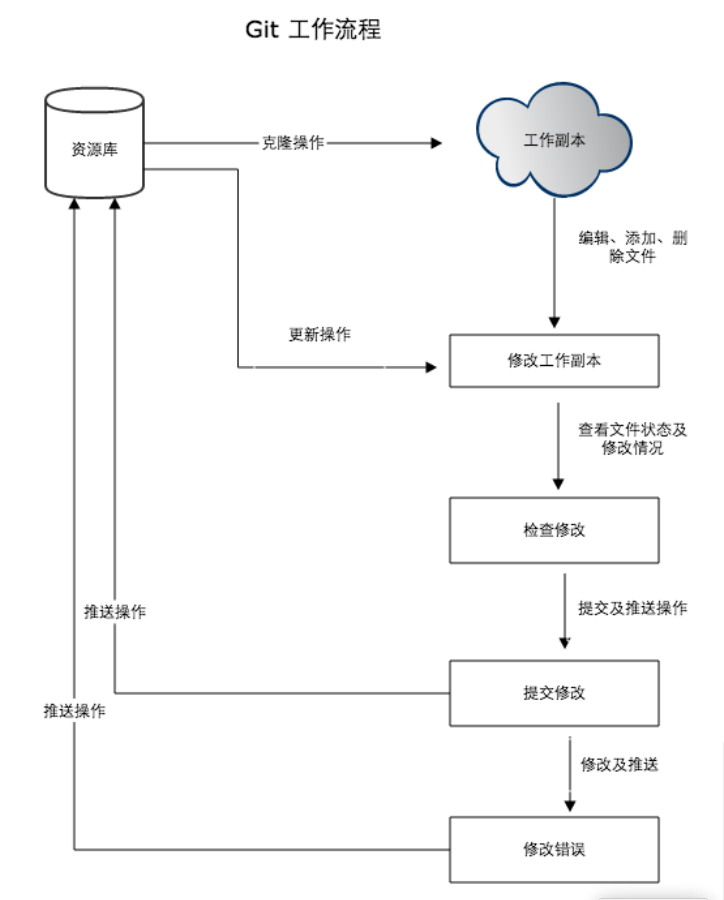 Git 工作流程
资源库
克隆操作
工作副本
编辑、添加、删
除文件
更新操作
修改工作副本
查看文件状态及
修改情况
检查修改
推送操作
提交及推送操作
提交修改
推送操作
修改及推送
修改错误